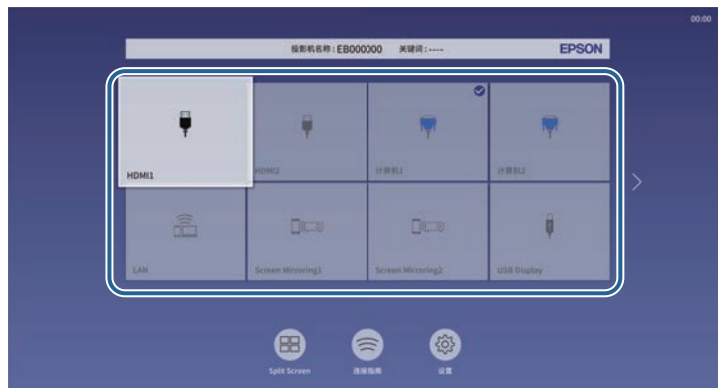 00:00
投影机名称 : EB000000 关键词 : ---- EPSON
HDMI1 HDMI2 计算机1 计算机2
LAN Screen Mirroring1 Screen Mirroring2 USB Display
Split Screen 连接指南 设置